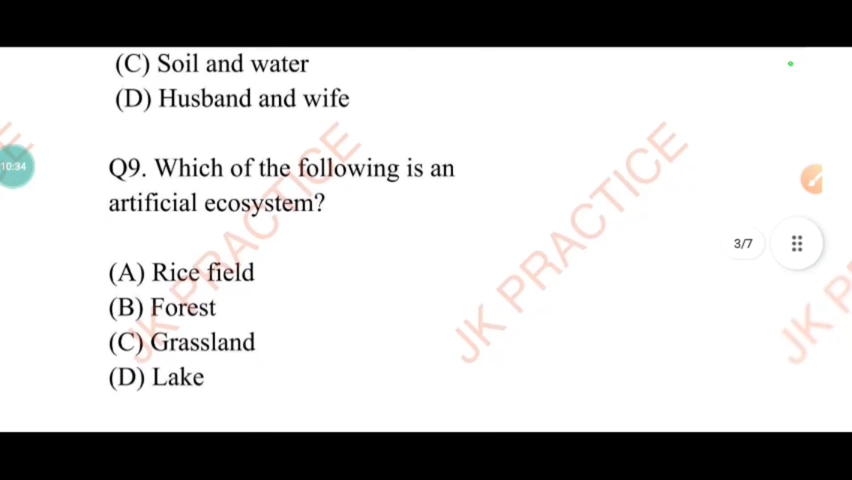 (C) Soil and water
(D) Husband and wife
10:34
Q9. Which of the following is an
artificial ecosystem?
3/7
(A) Rice field
(B) Forest
(C) Grassland
(D) Lake
JK PRACTICE
JK PRACTICE
JK P